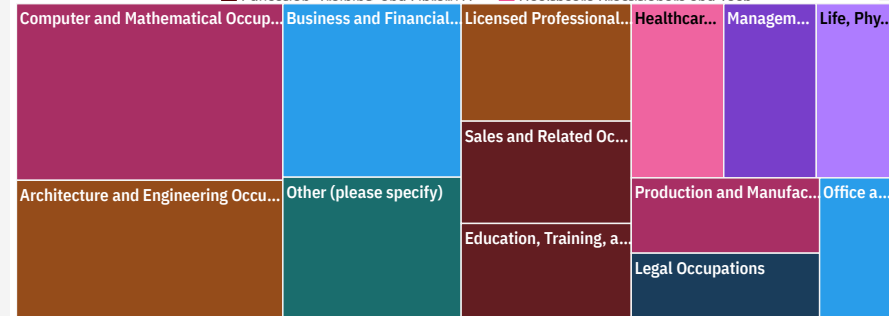 Computer and Mathematical Occup...
Business and Financial...
Licensed Professional...
Healthcar...
Managem...
Life, Phy...
Sales and Related Oc...
Architecture and Engineering Occu...
Other (please specify)
Production and Manufac...
Office a...
Education, Training, a...
Legal Occupations